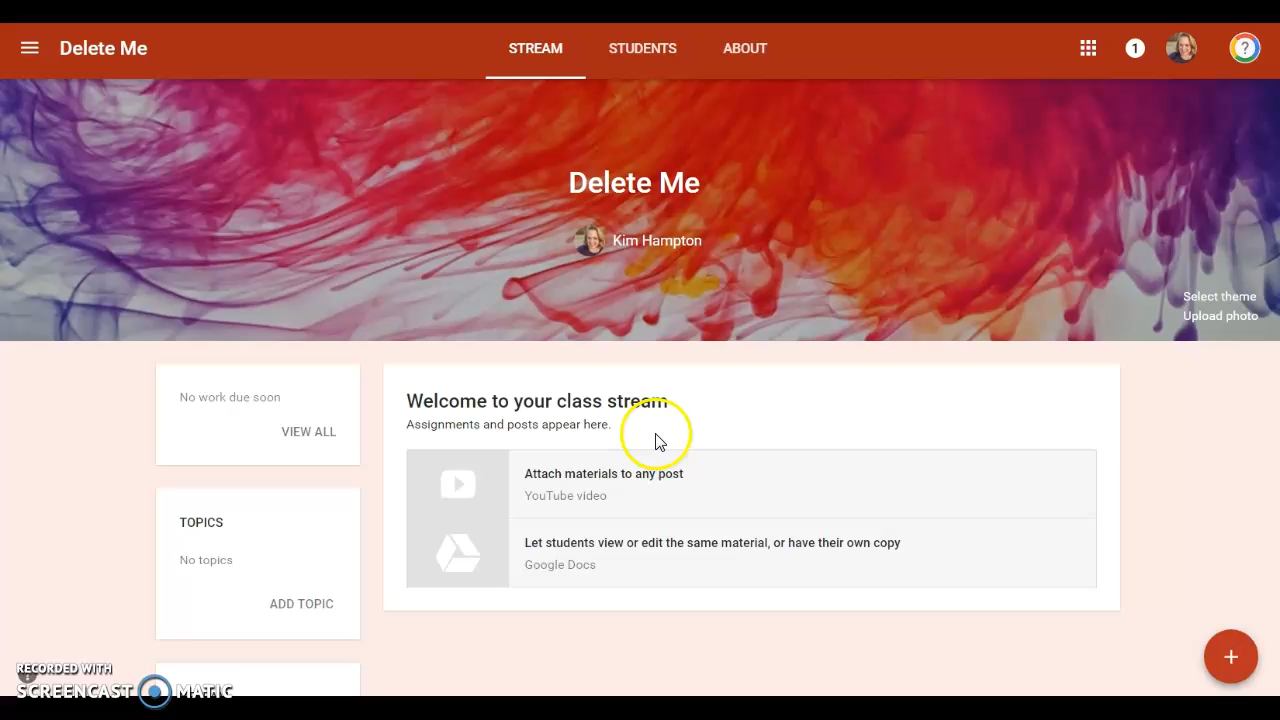 Delete Me
STREAM
STUDENTS
ABOUT
1
?
Delete Me
Kim Hampton
Select theme
Upload photo
No work due soon
VIEW ALL
TOPICS
No topics
ADD TOPIC
Welcome to your class stream
Assignments and posts appear here.
Attach materials to any post
YouTube video
Let students view or edit the same material, or have their own copy
Google Docs
+
RECORDED WITH
SCREENCAST MATIC